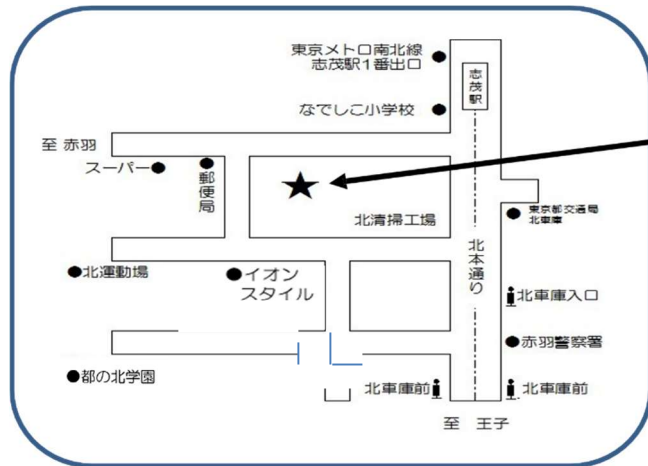 東京メトロ南北線
志茂駅1番出口
志茂駅
なでしこ小学校
至 赤羽
スーパー
郵便局
北清掃工場
東京都交通局
北車庫
北本通り
北運動場
イオン
スタイル
北車庫入口
赤羽警察署
都の北学園
北車庫前
北車庫前
至 王子